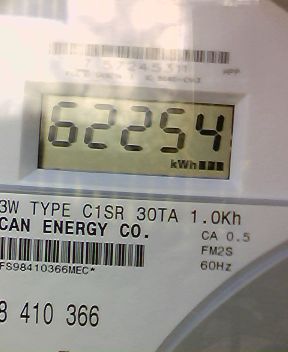 HPP
62254
kWh
3W TYPE C1SR 30TA 1.0Kh
CAN ENERGY CO.
CA 0.5
FM2S
60Hz
FS98410366MEC*
8 410 366